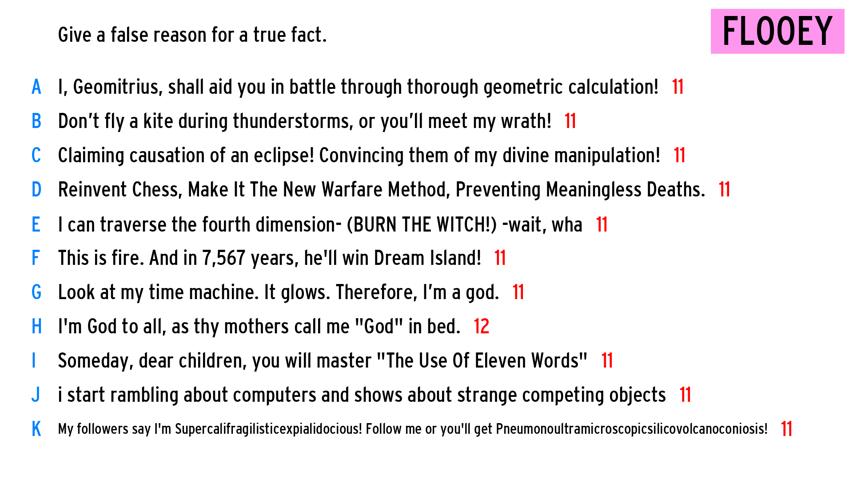 Give a false reason for a true fact.
FLOOEY
A I, Geomitrius, shall aid you in battle through thorough geometric calculation! 11
B Don't fly a kite during thunderstorms, or you'll meet my wrath! 11
C Claiming causation of an eclipse! Convincing them of my divine manipulation! 11
D Reinvent Chess, Make It The New Warfare Method, Preventing Meaningless Deaths. 11
E I can traverse the fourth dimension- (BURN THE WITCH!) -wait, wha 11
F This is fire. And in 7,567 years, he'll win Dream Island! 11
G Look at my time machine. It glows. Therefore, I'm a god. 11
H I'm God to all, as thy mothers call me "God" in bed. 12
I Someday, dear children, you will master "The Use Of Eleven Words" 11
J i start rambling about computers and shows about strange competing objects 11
K My followers say I'm Supercalifragilisticexpialidocious! Follow me or you'll get Pneumonoultramicroscopicsilicovolcanoconiosis! 11